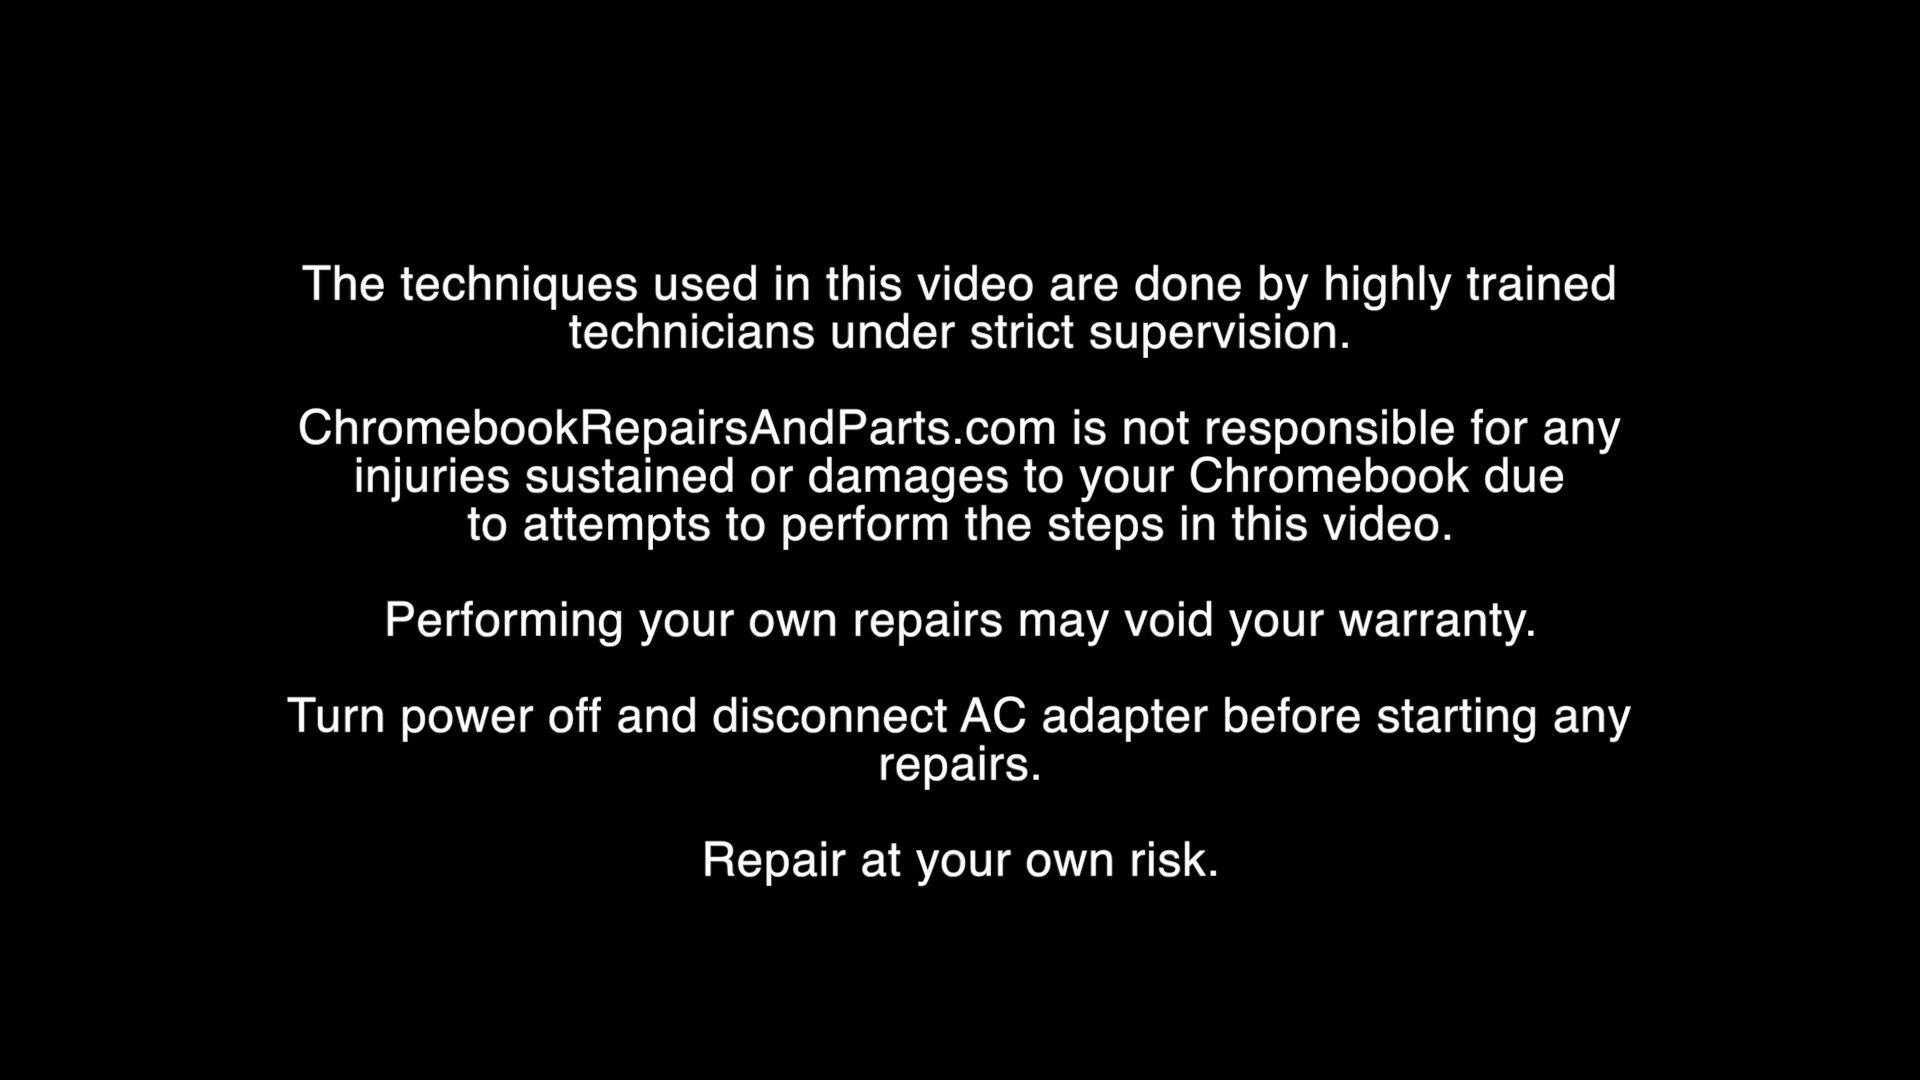 The techniques used in this video are done by highly trained
technicians under strict supervision.
ChromebookRepairsAndParts.com is not responsible for any
injuries sustained or damages to your Chromebook due
to attempts to perform the steps in this video.
Performing your own repairs may void your warranty.
Turn power off and disconnect AC adapter before starting any
repairs.
Repair at your own risk.